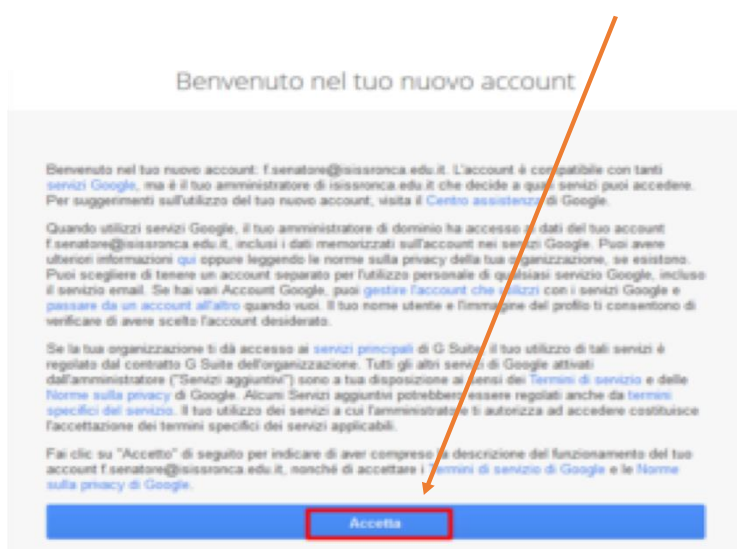 Benvenuto nel tuo nuovo account
Benvenuto nel tuo nuovo account: f.senatore@isissronca.edu.it. L'account è compatibile con tanti
servizi Google, ma è il tuo amministratore di isissronca.edu.it che decide a quali servizi puoi accedere.
Per suggerimenti sull'utilizzo del tuo nuovo account, visita il Centro assistenza di Google.
Quando utilizzi servizi Google, il tuo amministratore di dominio ha accesso ai dati del tuo account
f.senatore@isissronca.edu.it, inclusi i dati memorizzati sull'account nei servizi Google. Puoi avere
ulteriori informazioni qui oppure leggendo le norme sulla privacy della tua organizzazione, se esistono.
Puoi scegliere di tenere un account separato per l'utilizzo personale di qualsiasi servizio Google, incluso
il servizio email. Se hai vari Account Google, puoi gestire l'account che utilizzi con i servizi Google e
passare da un account all'altro quando vuoi. Il tuo nome utente e l'immagine del profilo ti consentono di
verificare di avere scelto l'account desiderato.
Se la tua organizzazione ti dà accesso ai servizi principali di G Suite, il tuo utilizzo di tali servizi è
regolato dal contratto G Suite dell'organizzazione. Tutti gli altri servizi di Google attivati
dall'amministratore ("Servizi aggiuntivi") sono a tua disposizione ai sensi dei Termini di servizio e delle
Norme sulla privacy di Google. Alcuni Servizi aggiuntivi potrebbero essere regolati anche da termini
specifici del servizio. Il tuo utilizzo dei servizi a cui l'amministratore ti autorizza ad accedere costituisce
l'accettazione dei termini specifici dei servizi applicabili.
Fai clic su "Accetto" di seguito per indicare di aver compreso la descrizione del funzionamento del tuo
account f.senatore@isissronca.edu.it, nonché di accettare i Termini di servizio di Google e le Norme
sulla privacy di Google.
Accetta